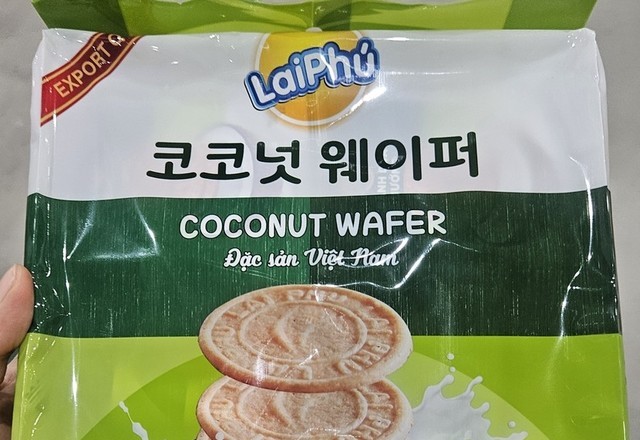 EXPORT
LaiPhú
코코넛 웨이퍼
COCONUT WAFER
Đặc sản Việt Nam